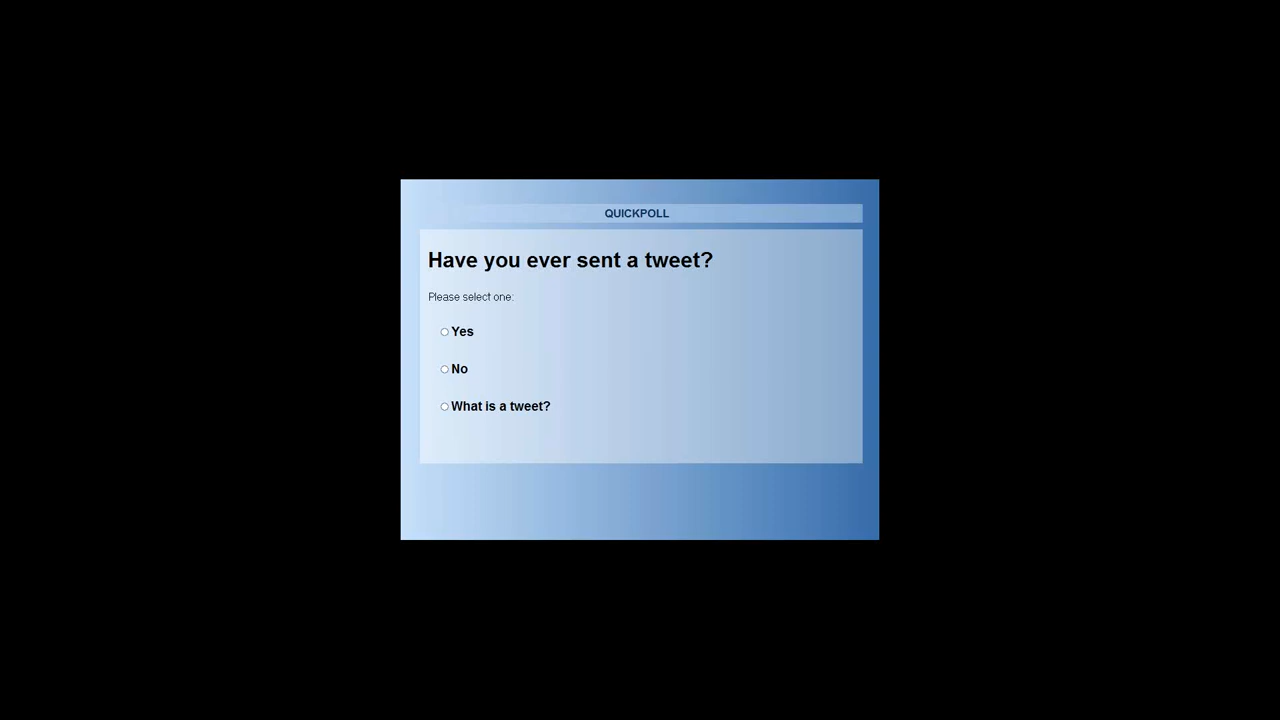 QUICKPOLL
Have you ever sent a tweet?
Please select one:
Yes
No
What is a tweet?